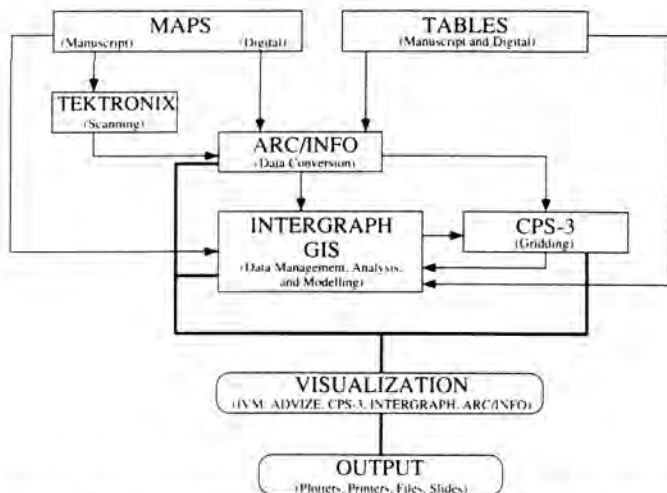 MAPS
(Manuscript) (Digital)
TABLES
(Manuscript and Digital)
TEKTRONIX
(Scanning)
ARC/INFO
(Data Conversion)
INTERGRAPH
GIS
(Data Management, Analysis,
and Modelling)
CPS-3
(Gridding)
VISUALIZATION
(IVM, ADVIZE, CPS-3, INTERGRAPH, ARC/INFO)
OUTPUT
(Plotters, Printers, Files, Slides)